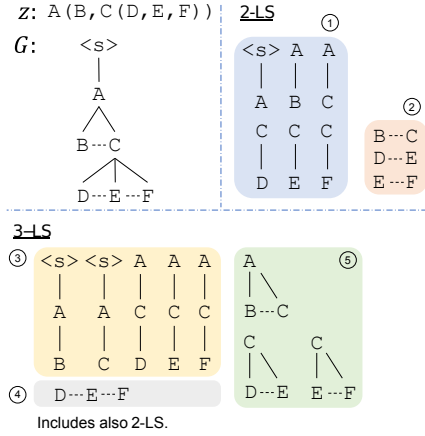 z: A(B,C(D,E,F))
G:
<s>
A
B---C
D---E---F
2-LS
①
<s> A A
A B C
C C C
D E F
②
B---C
D---E
E---F
3-LS
③
<s> <s> A A A
A A C C C
B C D E F
④
D---E---F
⑤
A
B---C
C C
D---E E---F
Includes also 2-LS.